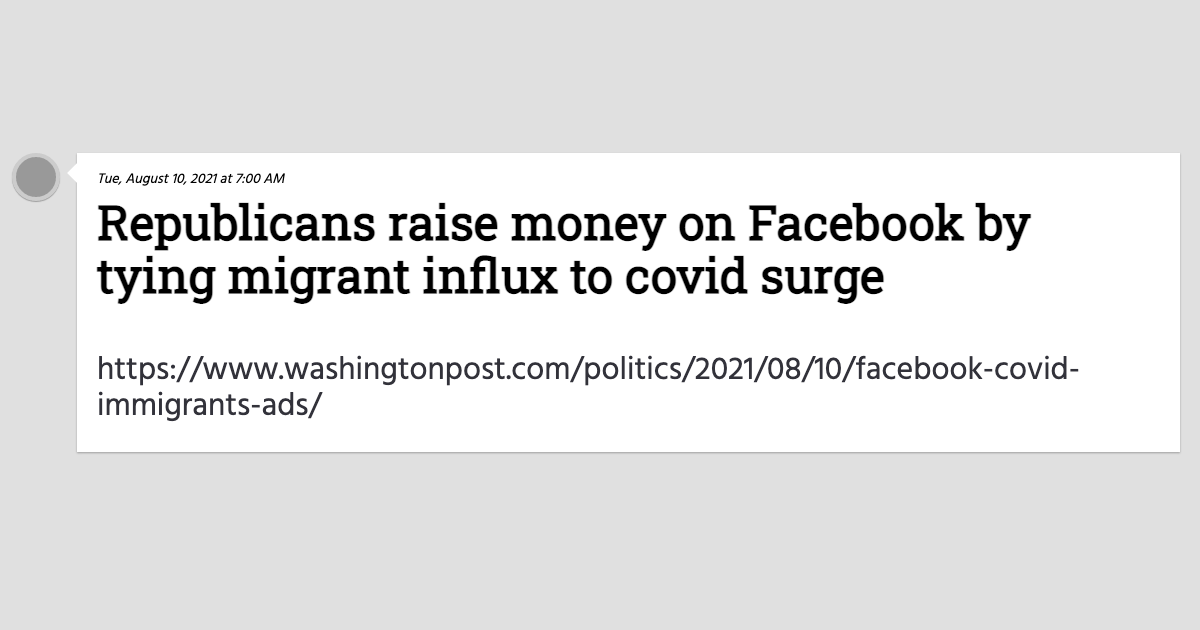 Tue, August 10, 2021 at 7:00 AM
Republicans raise money on Facebook by
tying migrant influx to covid surge
https://www.washingtonpost.com/politics/2021/08/10/facebook-covid-
immigrants-ads/